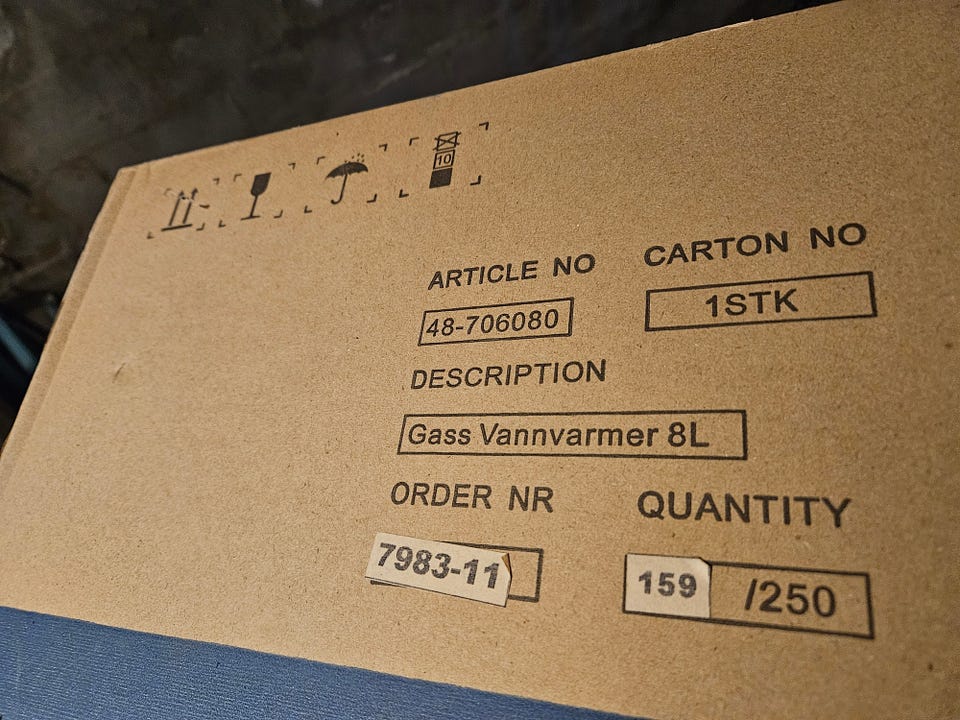 10
ARTICLE NO CARTON NO
48-706080 1STK
DESCRIPTION
Gass Vannvarmer 8L
ORDER NR QUANTITY
7983-11 159 /250